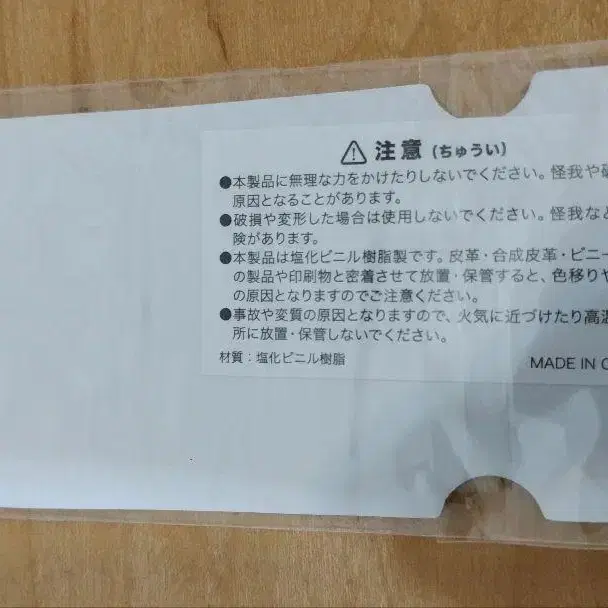 ⚠ 注意 (ちゅうい)
●本製品に無理な力をかけたりしないでください。怪我や破
原因となることがあります。
●破損や変形した場合は使用しないでください。怪我など
険があります。
●本製品は塩化ビニル樹脂製です。皮革・合成皮革・ビニー
の製品や印刷物と密着させて放置・保管すると、色移りや
の原因となりますのでご注意ください。
●事故や変質の原因となりますので、火気に近づけたり高温
所に放置・保管しないでください。
材質：塩化ビニル樹脂
MADE IN C